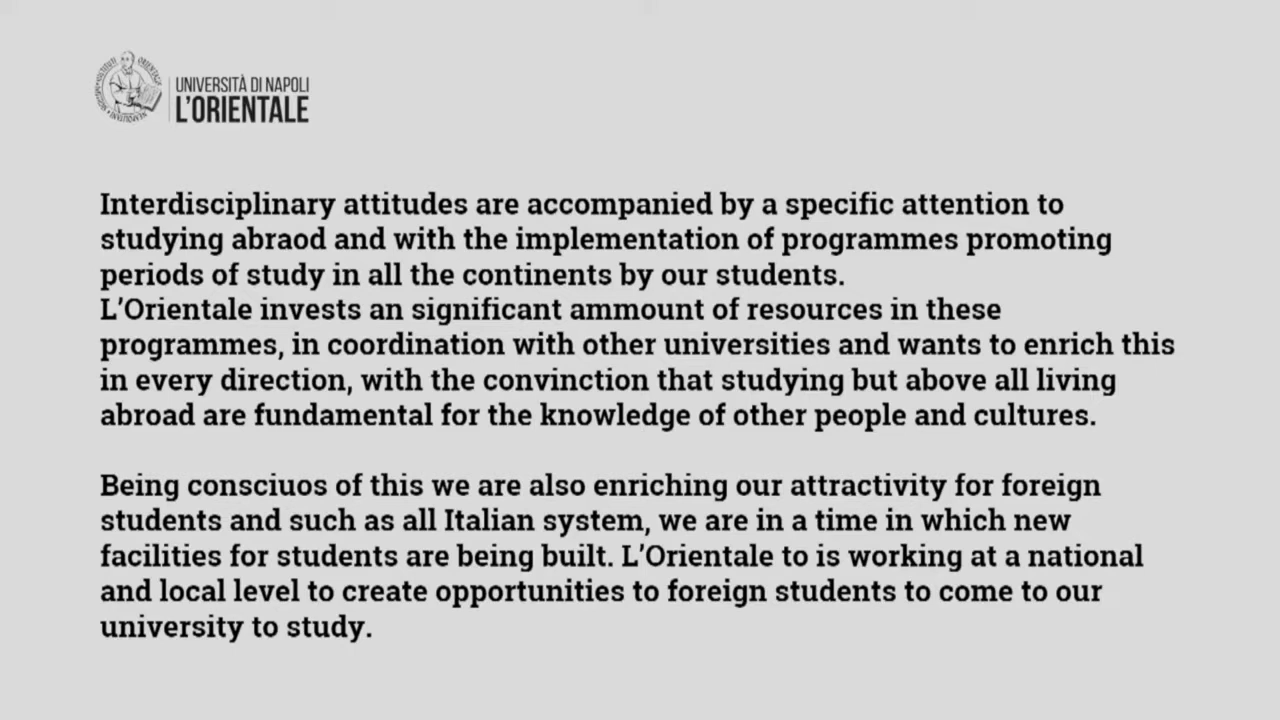 UNIVERSITÀ DI NAPOLI
L'ORIENTALE
Interdisciplinary attitudes are accompanied by a specific attention to
studying abraod and with the implementation of programmes promoting
periods of study in all the continents by our students.
L'Orientale invests an significant ammount of resources in these
programmes, in coordination with other universities and wants to enrich this
in every direction, with the convinction that studying but above all living
abroad are fundamental for the knowledge of other people and cultures.
Being consciuos of this we are also enriching our attractivity for foreign
students and such as all Italian system, we are in a time in which new
facilities for students are being built. L'Orientale to is working at a national
and local level to create opportunities to foreign students to come to our
university to study.